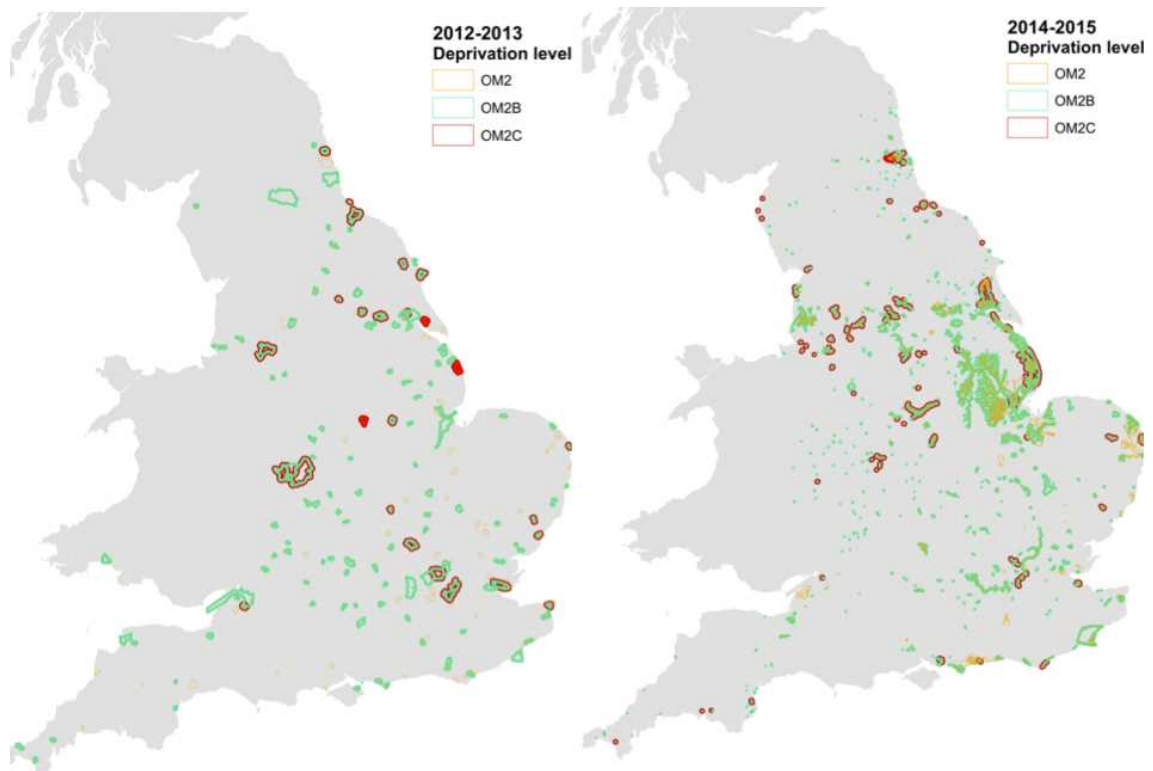 2012-2013
Deprivation level
OM2
OM2B
OM2C
2014-2015
Deprivation level
OM2
OM2B
OM2C